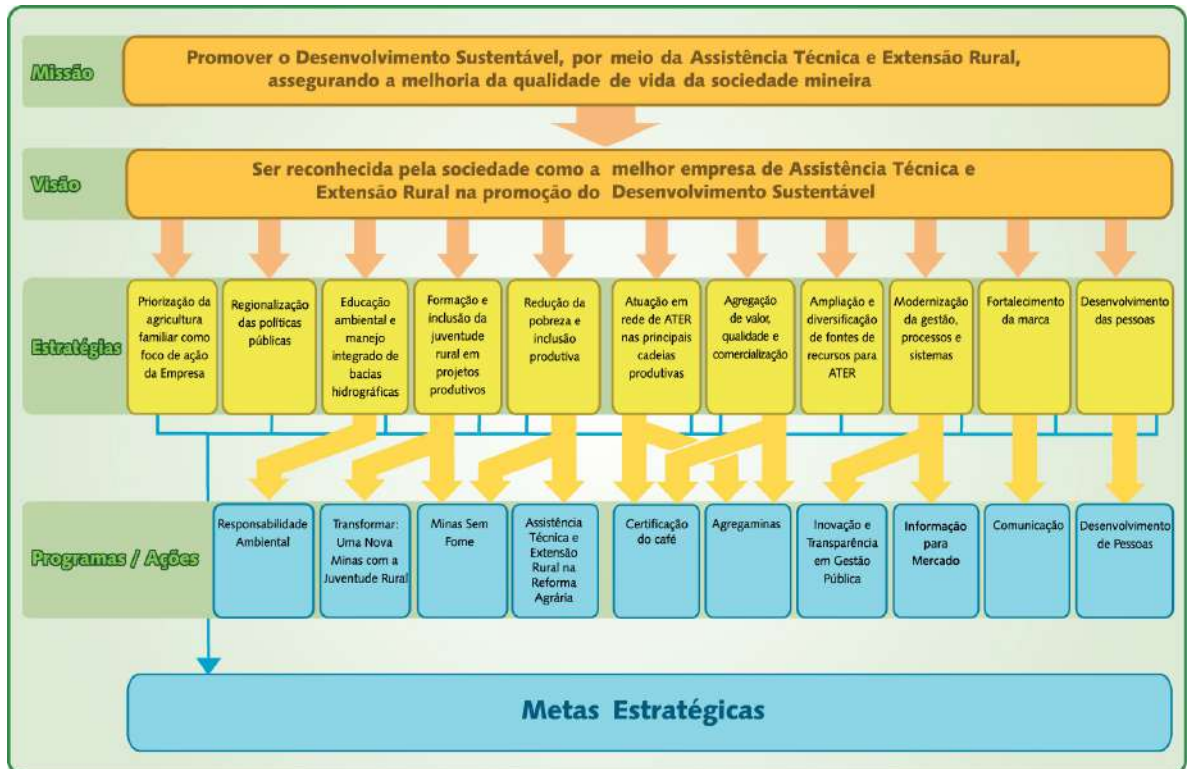 Missão
Promover o Desenvolvimento Sustentável, por meio da Assistência Técnica e Extensão Rural,
assegurando a melhoria da qualidade de vida da sociedade mineira
Visão
Ser reconhecida pela sociedade como a melhor empresa de Assistência Técnica e
Extensão Rural na promoção do Desenvolvimento Sustentável
Estratégias
Priorização da
agricultura
familiar como
foco de ação
da Empresa
Regionalização
das políticas
públicas
Educação
ambiental e
manejo
integrado de
bacias
hidrográficas
Formação e
inclusão da
juventude
rural em
projetos
produtivos
Redução da
pobreza e
inclusão
produtiva
Atuação em
rede de ATER
nas principais
cadeias
produtivas
Agregação
de valor,
qualidade e
comercialização
Ampliação e
diversificação
de fontes de
recursos para
ATER
Modernização
da gestão,
processos e
sistemas
Fortalecimento
da marca
Desenvolvimento
das pessoas
Programas / Ações
Responsabilidade
Ambiental
Transformar:
Uma Nova
Minas com a
Juventude Rural
Minas Sem
Fome
Assistência
Técnica e
Extensão
Rural na
Reforma
Agrária
Certificação
do café
Agregaminas
Inovação e
Transparência
em Gestão
Pública
Informação
para
Mercado
Comunicação
Desenvolvimento
de Pessoas
Metas Estratégicas